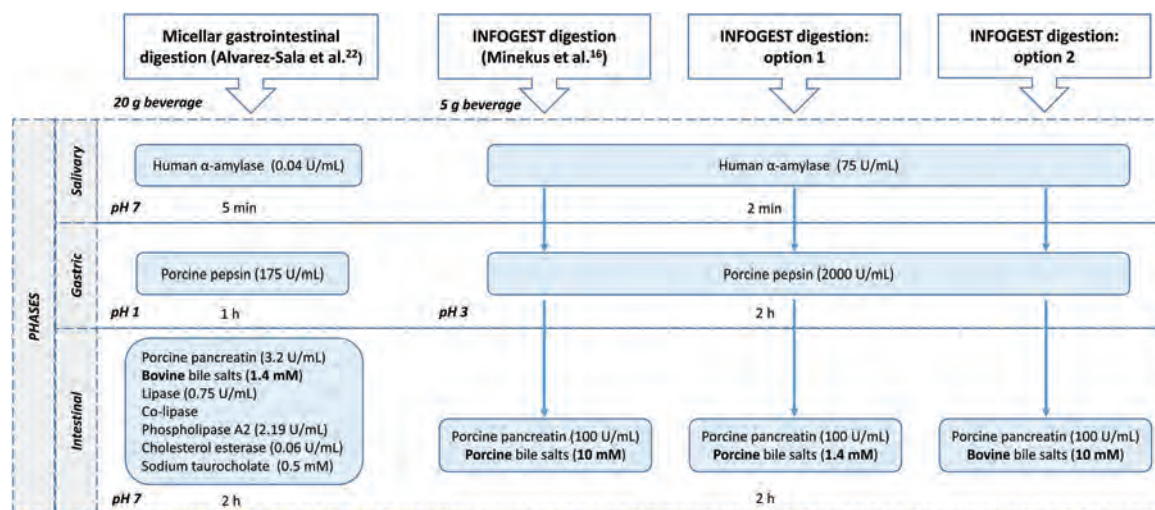 Micellar gastrointestinal
digestion (Alvarez-Sala et al.22)
INFOGEST digestion
(Minekus et al.16)
INFOGEST digestion:
option 1
INFOGEST digestion:
option 2
20 g beverage
5 g beverage
PHASES
Salivary
Human α-amylase (0.04 U/mL)
Human α-amylase (75 U/mL)
pH 7
5 min
2 min
Gastric
Porcine pepsin (175 U/mL)
Porcine pepsin (2000 U/mL)
pH 1
1 h
pH 3
2 h
Intestinal
Porcine pancreatin (3.2 U/mL)
Bovine bile salts (1.4 mM)
Lipase (0.75 U/mL)
Co-lipase
Phospholipase A2 (2.19 U/mL)
Cholesterol esterase (0.06 U/mL)
Sodium taurocholate (0.5 mM)
Porcine pancreatin (100 U/mL)
Porcine bile salts (10 mM)
Porcine pancreatin (100 U/mL)
Porcine bile salts (1.4 mM)
Porcine pancreatin (100 U/mL)
Bovine bile salts (10 mM)
pH 7
2 h
2 h